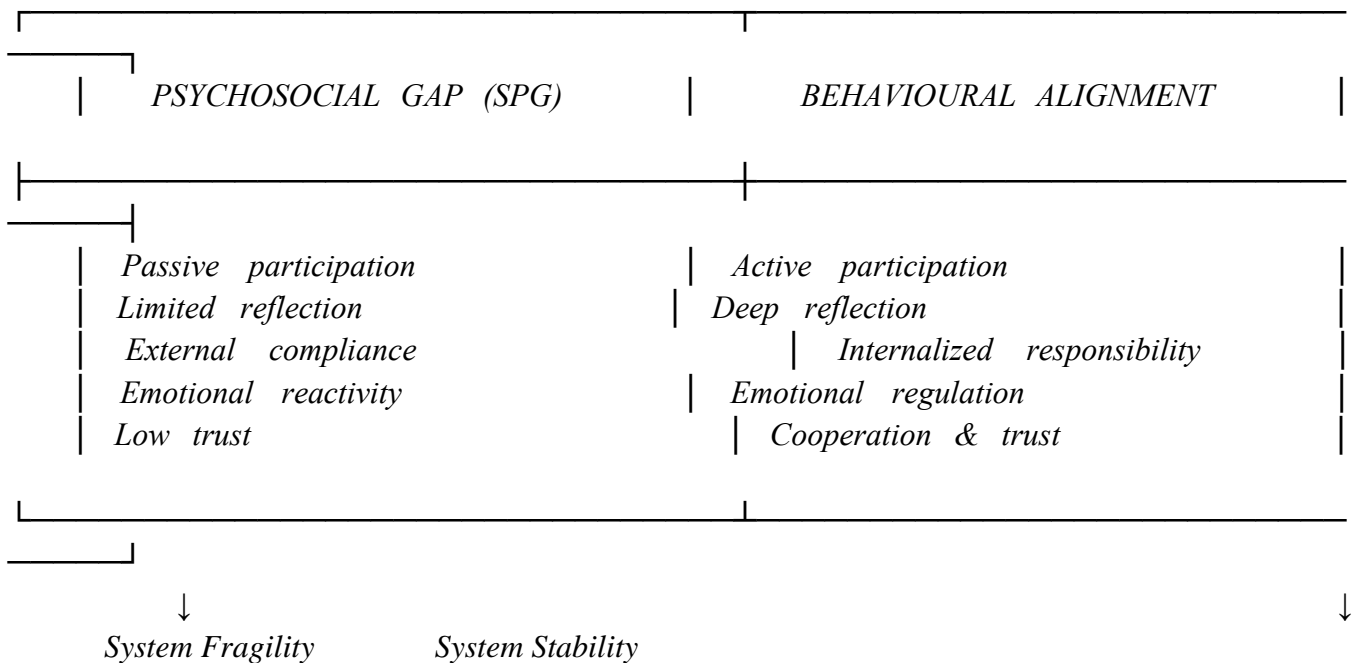 PSYCHOSOCIAL GAP (SPG) | BEHAVIOURAL ALIGNMENT
Passive participation | Active participation
Limited reflection | Deep reflection
External compliance | Internalized responsibility
Emotional reactivity | Emotional regulation
Low trust | Cooperation & trust
↓ ↓
System Fragility System Stability